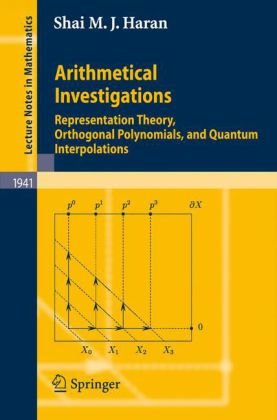 Lecture Notes in Mathematics
1941
Shai M. J. Haran
Arithmetical
Investigations
Representation Theory,
Orthogonal Polynomials, and Quantum
Interpolations
p⁰ p¹ p² p³ ∂X
0
X₀ X₁ X₂ X₃
Springer